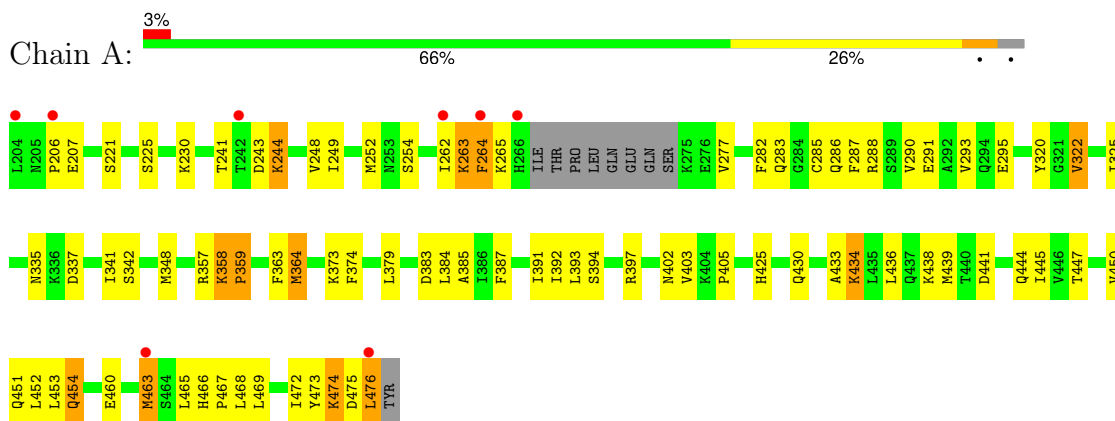 3%
Chain A:
66% 26% • •
L204 N205 P206 E207 S221 S225 K230 T241 T242 D243 K244 V248 I249 M252 N253 S254 I262 K263 F264 K265 H266 ILE THR PRO LEU GLN GLU GLN SER K275 E276 V277 F282 Q283 G284 C285 Q286 F287 R288 S289 V290 E291 A292 V293 Q294 E295 Y320 G321 V322
N335 K336 D337 I341 S342 M348 R357 K358 P359 F363 M364 K373 F374 L379 D383 L384 A385 I386 F387 I391 I392 L393 S394 R397 N402 V403 K404 P405 H425 Q430 A433 K434 L435 L436 Q437 K438 M439 T440 D441 Q444 I445 V446 T447
Q451 L452 L453 Q454 E460 M463 S464 L465 H466 P467 L468 L469 I472 Y473 K474 D475 L476 TYR